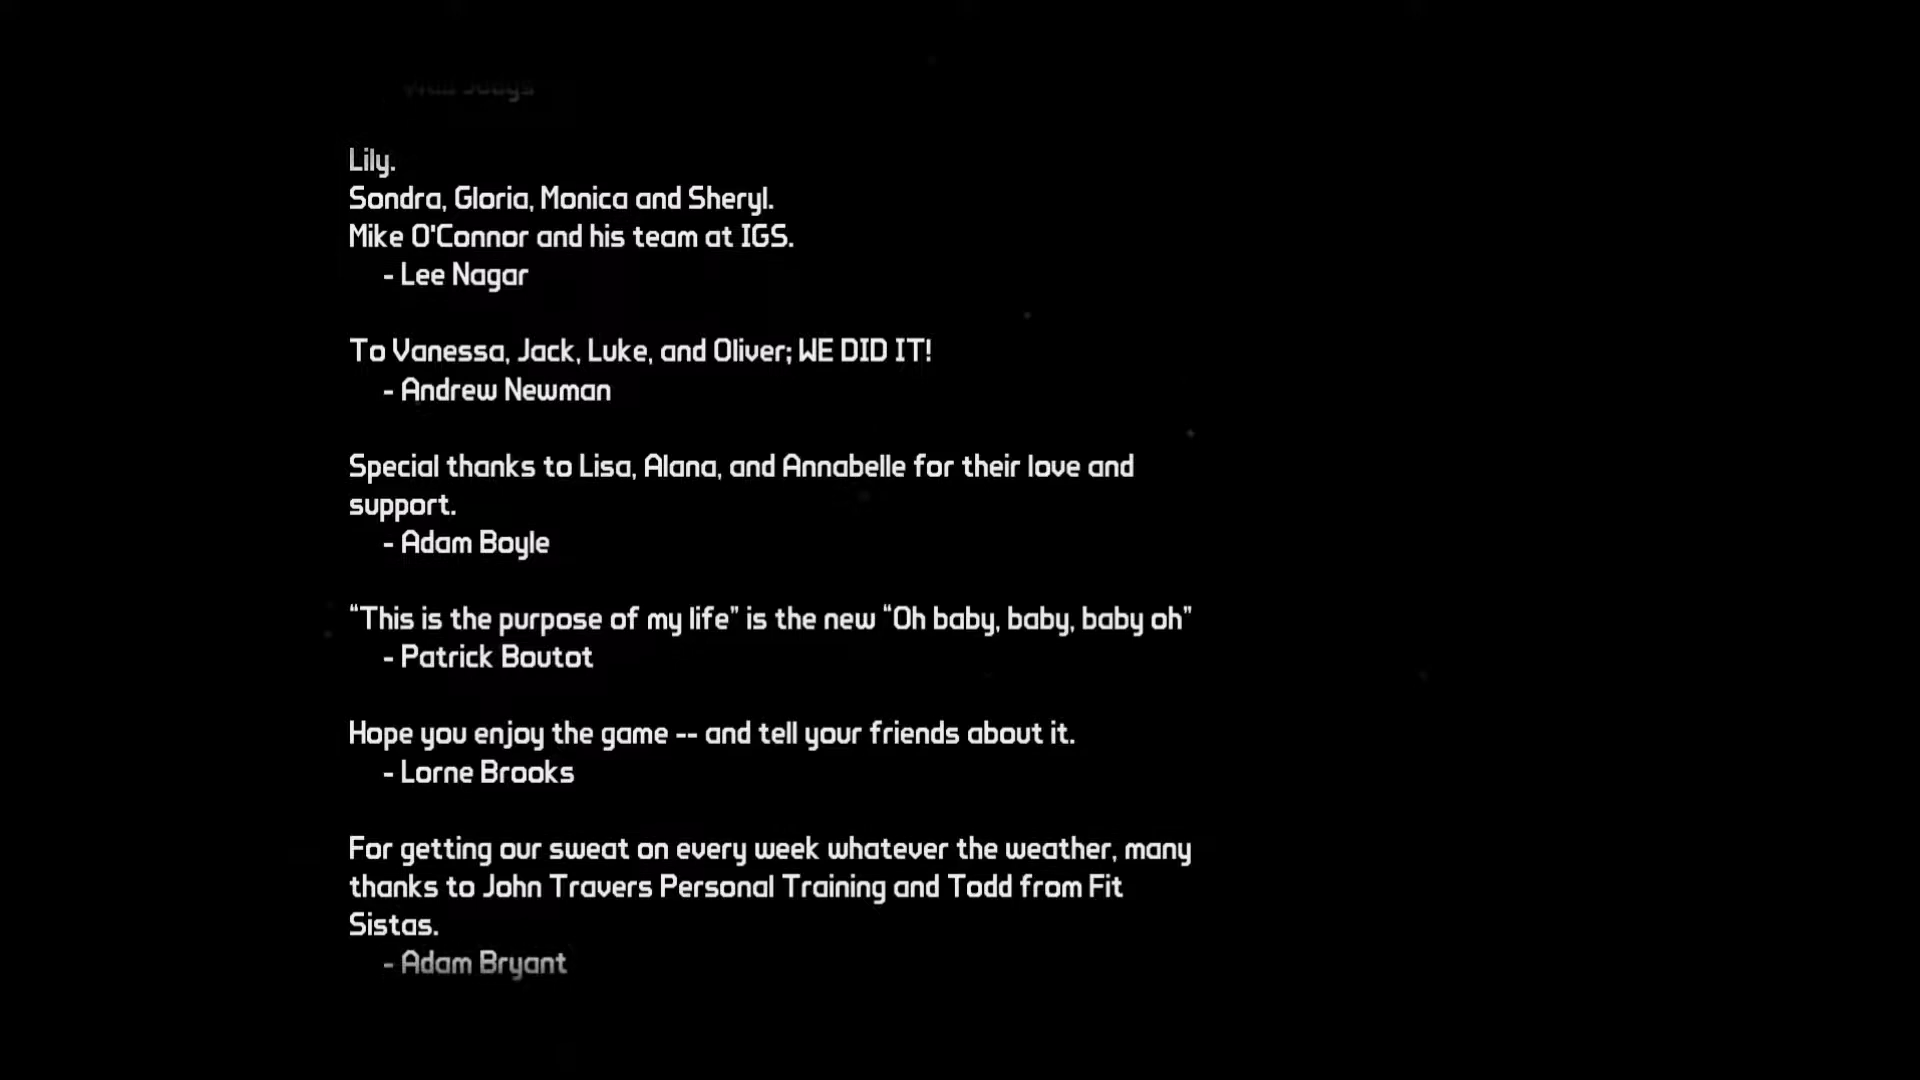 Lily.
Sondra, Gloria, Monica and Sheryl.
Mike O'Connor and his team at IGS.
- Lee Nagar
To Vanessa, Jack, Luke, and Oliver; WE DID IT!
- Andrew Newman
Special thanks to Lisa, Alana, and Annabelle for their love and
support.
- Adam Boyle
“This is the purpose of my life” is the new “Oh baby, baby, baby oh”
- Patrick Boutot
Hope you enjoy the game -- and tell your friends about it.
- Lorne Brooks
For getting our sweat on every week whatever the weather, many
thanks to John Travers Personal Training and Todd from Fit
Sistas.
- Adam Bryant